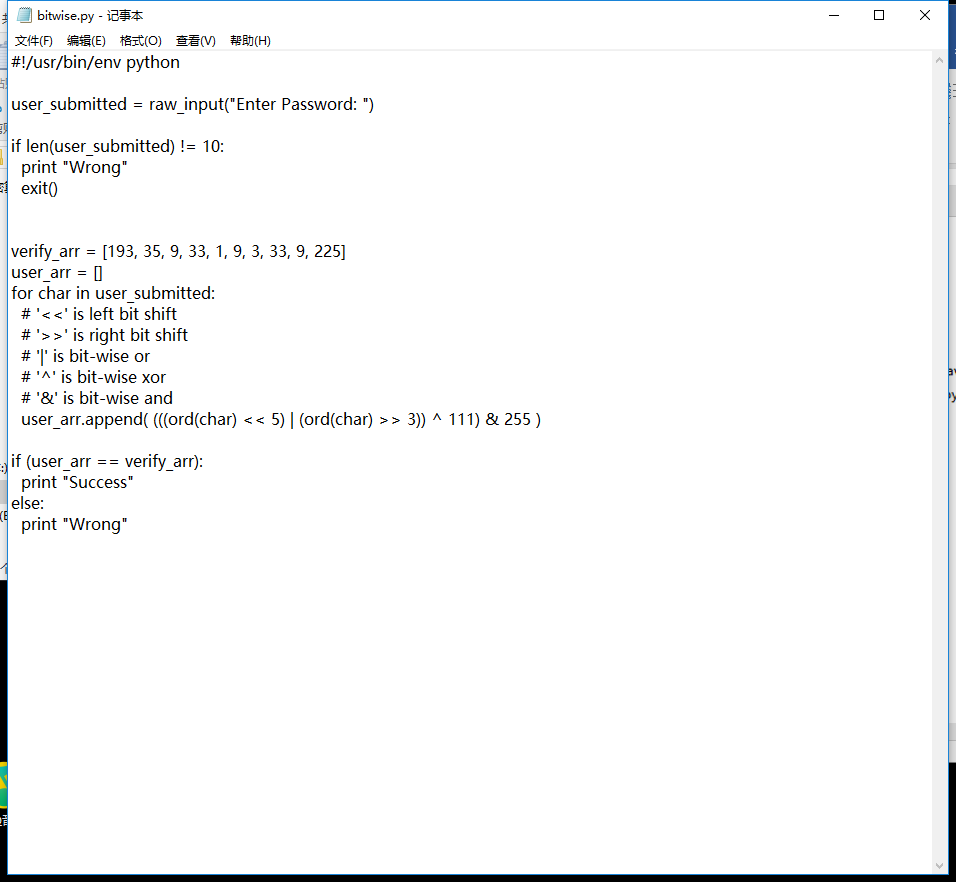 bitwise.py - 记事本
文件(F) 编辑(E) 格式(O) 查看(V) 帮助(H)
#!/usr/bin/env python
user_submitted = raw_input("Enter Password: ")
if len(user_submitted) != 10:
print "Wrong"
exit()
verify_arr = [193, 35, 9, 33, 1, 9, 3, 33, 9, 225]
user_arr = []
for char in user_submitted:
# '<<' is left bit shift
# '>>' is right bit shift
# '|' is bit-wise or
# '^' is bit-wise xor
# '&' is bit-wise and
user_arr.append( (((ord(char) << 5) | (ord(char) >> 3)) ^ 111) & 255 )
if (user_arr == verify_arr):
print "Success"
else:
print "Wrong"